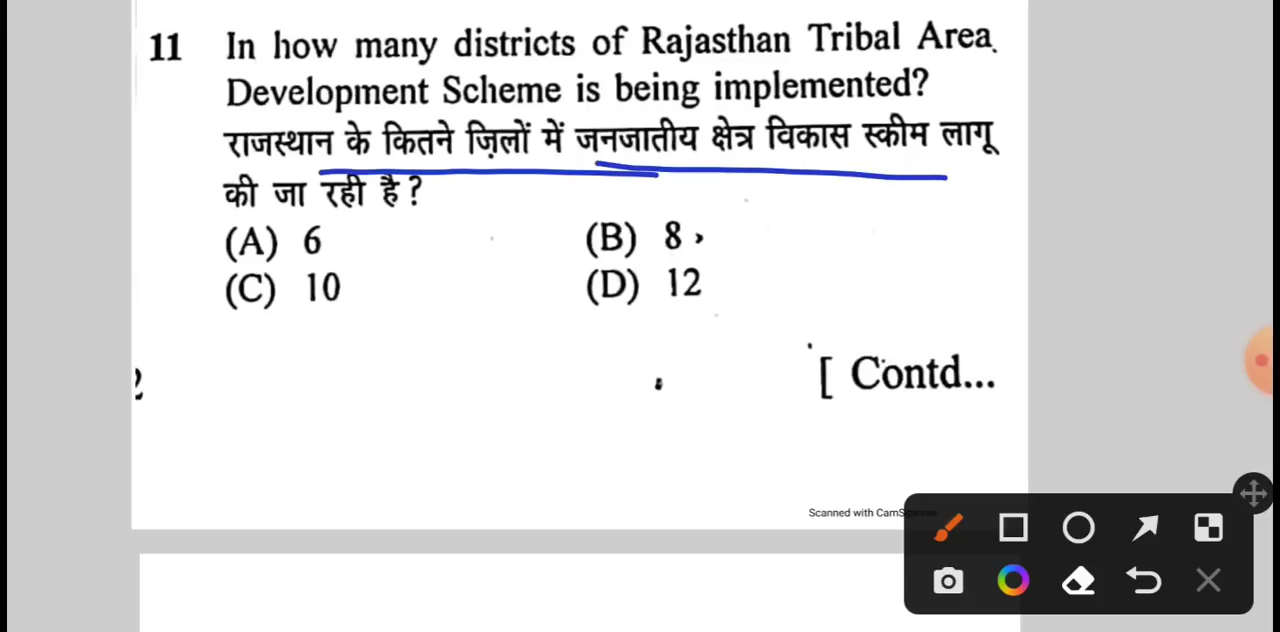 11 In how many districts of Rajasthan Tribal Area
Development Scheme is being implemented?
राजस्थान के कितने ज़िलों में जनजातीय क्षेत्र विकास स्कीम लागू
की जा रही है?
(A) 6 (B) 8
(C) 10 (D) 12
[ Contd...
Scanned with